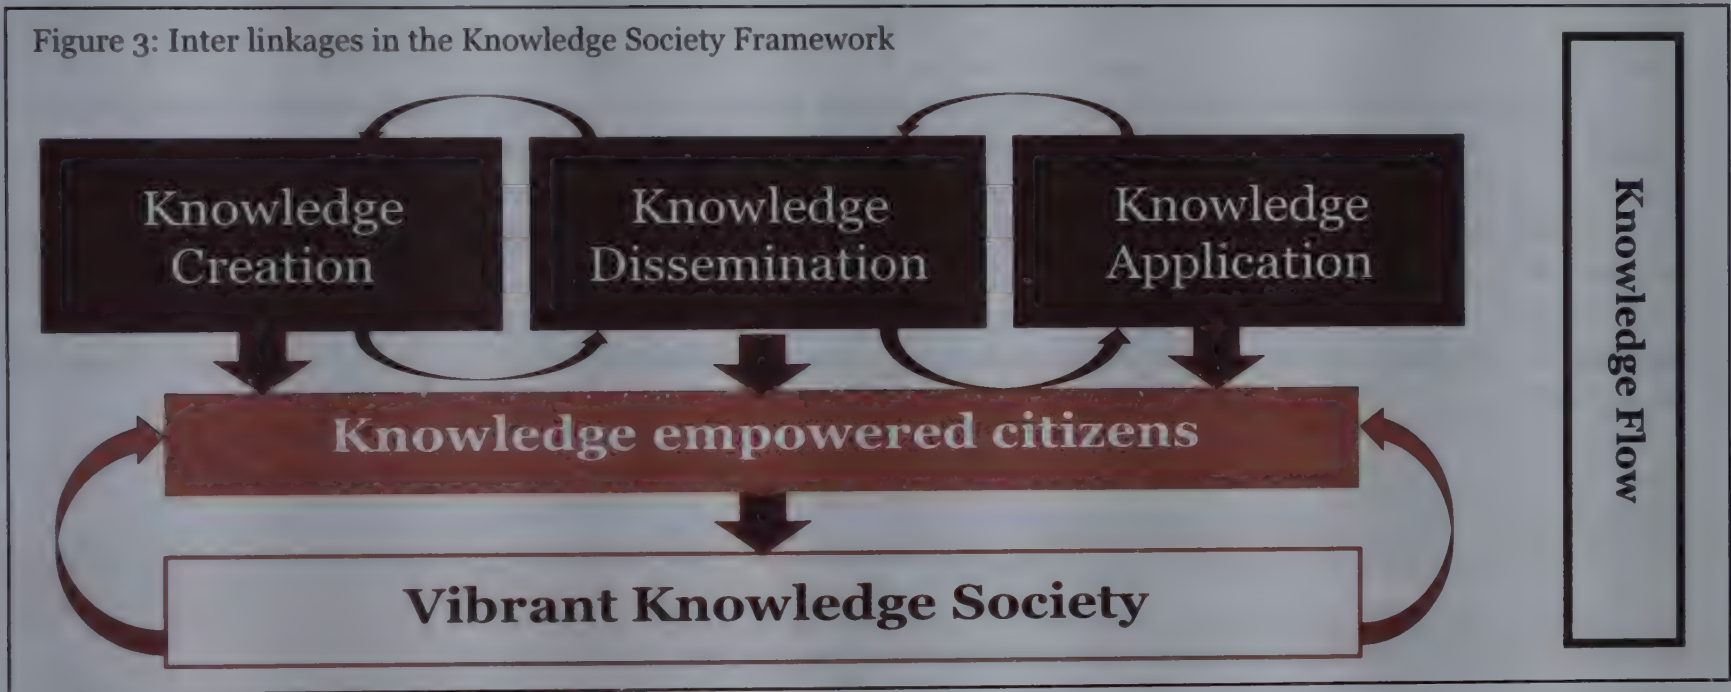 Figure 3: Inter linkages in the Knowledge Society Framework
Knowledge
Creation
Knowledge
Dissemination
Knowledge
Application
Knowledge empowered citizens
Vibrant Knowledge Society
Knowledge Flow